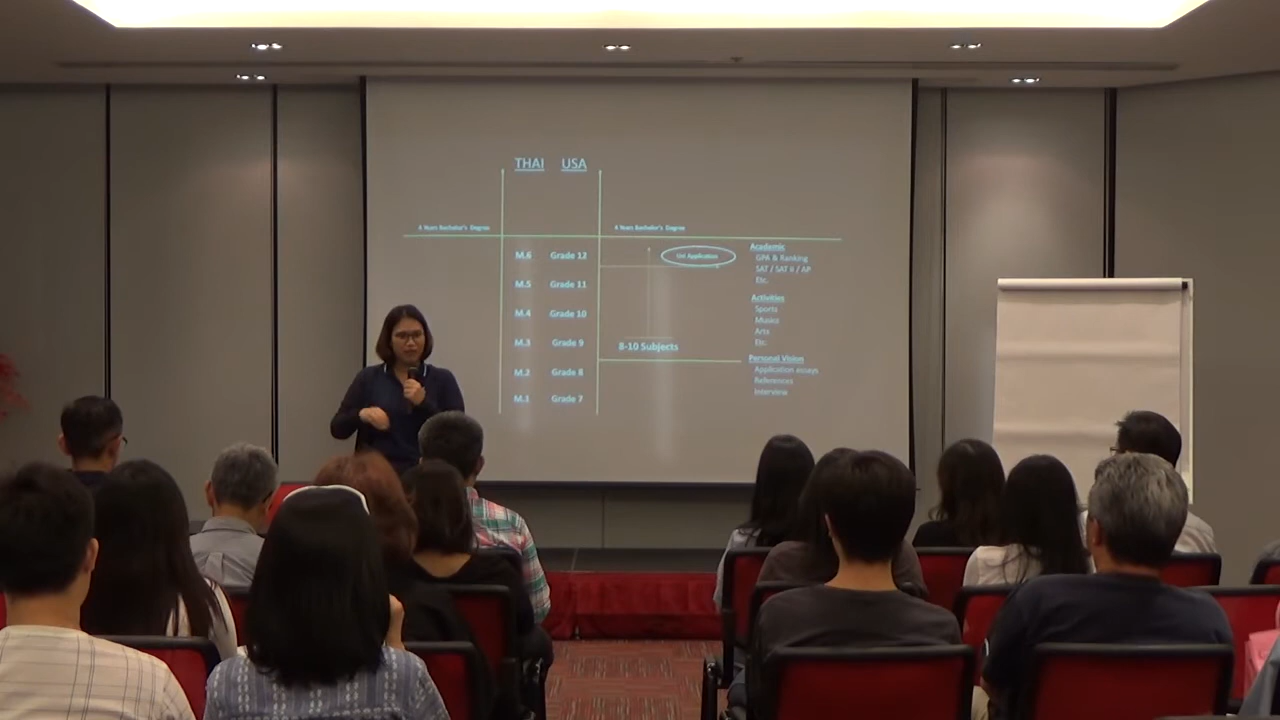 THAI USA
4 Years Bachelor's Degree
4 Years Bachelor's Degree
M.6 Grade 12
M.5 Grade 11
M.4 Grade 10
M.3 Grade 9
M.2 Grade 8
M.1 Grade 7
Uni Application
8-10 Subjects
Academic
GPA & Ranking
SAT / SAT II / AP
Etc.
Activities
Sports
Musics
Arts
Etc
Personal Vision
Application essays
References
Interview